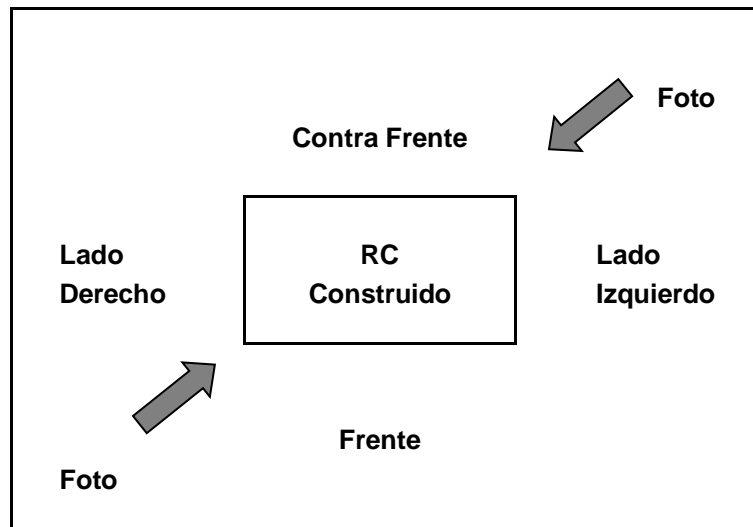 Foto
Contra Frente
Lado
Derecho
RC
Construido
Lado
Izquierdo
Frente
Foto